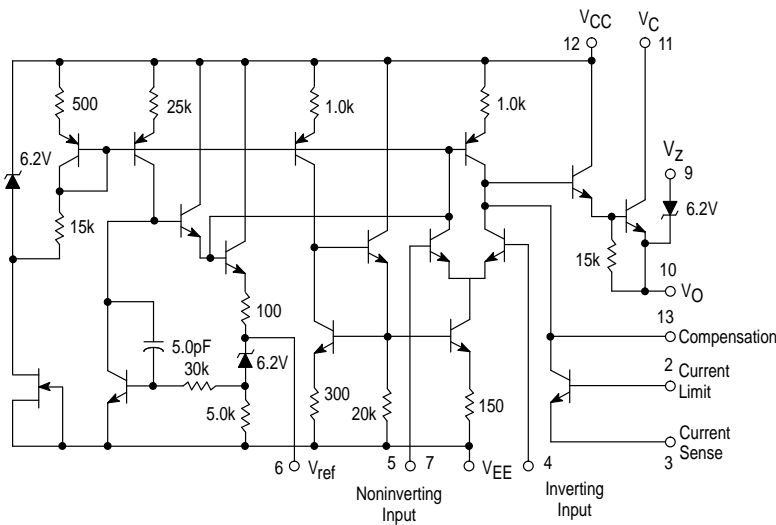 VCC
VC
12
11
500
25k
1.0k
1.0k
6.2V
VZ
9
6.2V
15k
15k
10
VO
100
13
Compensation
5.0pF
6.2V
30k
2
Current
Limit
5.0k
300
20k
150
Current
Sense
3
6
Vref
5
7
VEE
4
Noninverting
Input
Inverting
Input